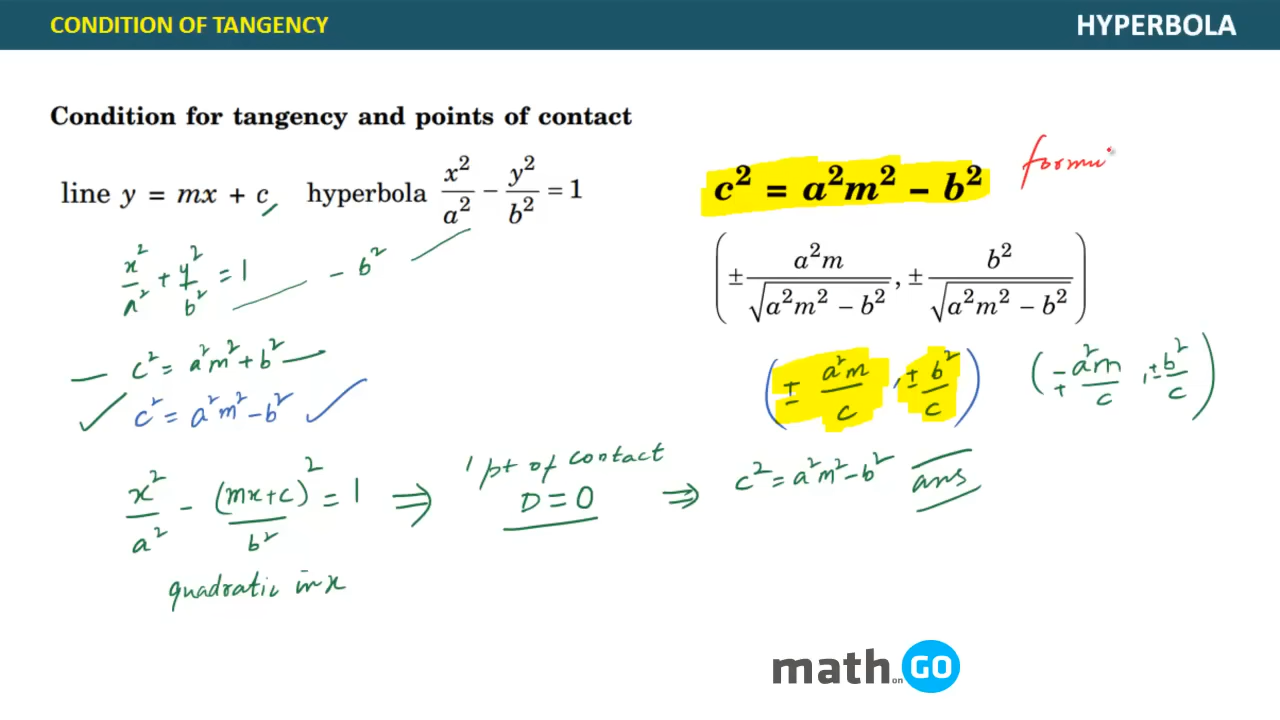 CONDITION OF TANGENCY
HYPERBOLA
Condition for tangency and points of contact
line y = mx + c, hyperbola x²/a² − y²/b² = 1
c² = a²m² − b²
formu
x²/a² + y²/b² = 1
− b²
(± a²m/√(a²m² − b²), ± b²/√(a²m² − b²))
c² = a²m² + b²
c² = a²m² − b²
(± a²m/c, ± b²/c)
(−+ a²m/c, ± b²/c)
x²/a² − (mx+c)²/b² = 1 ⇒
1 pt of contact
D = 0
⇒ c² = a²m² − b² ans
quadratic in x
math on GO